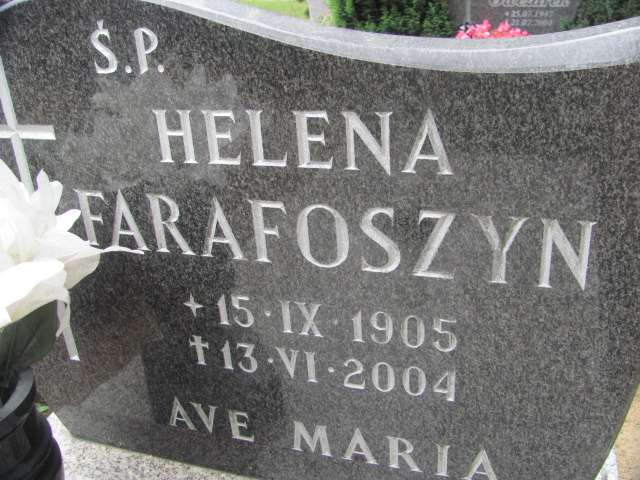 Ś.P.
HELENA
FARAFOSZYN
15·IX·1905
13·VI·2004
AVE MARIA